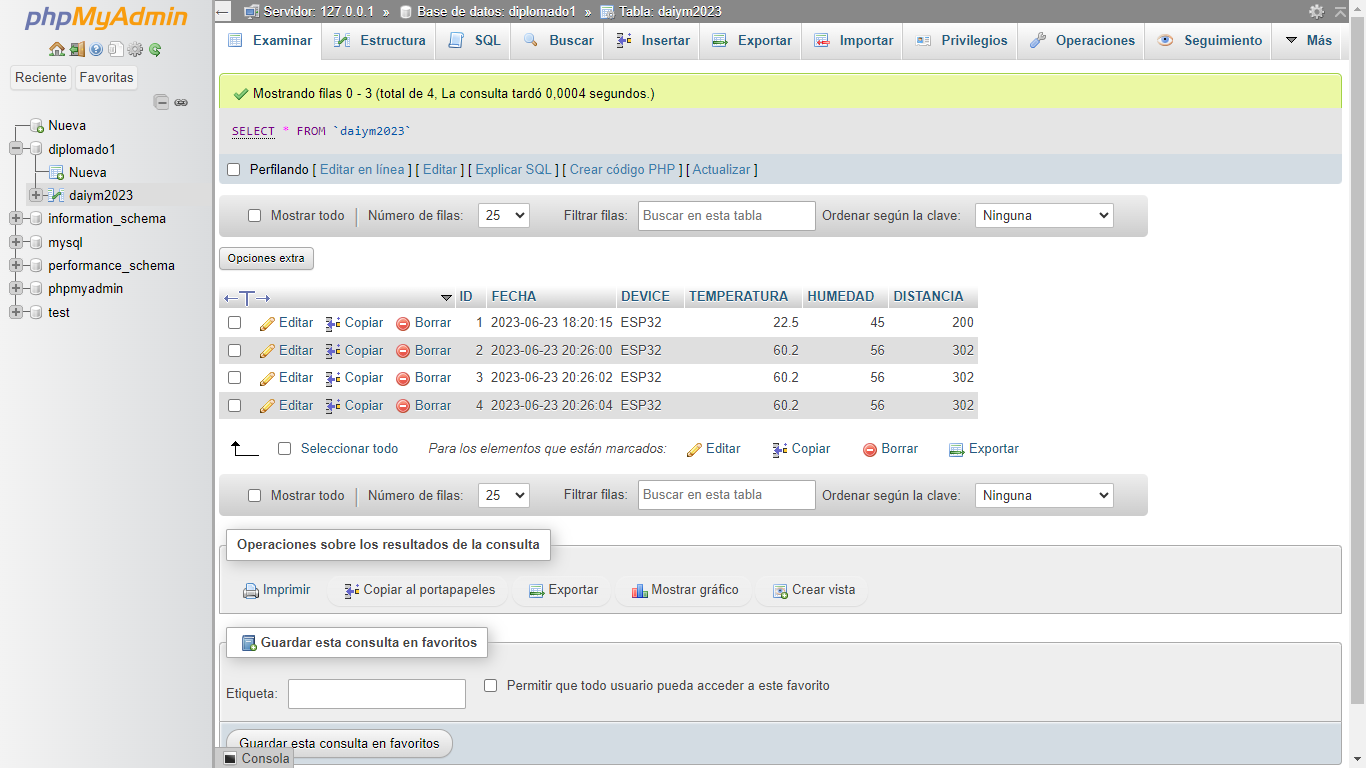 phpMyAdmin
Reciente Favoritas
Nueva
diplomado1
Nueva
daiym2023
information_schema
mysql
performance_schema
phpmyadmin
test
Servidor: 127.0.0.1 » Base de datos: diplomado1 » Tabla: daiym2023
Examinar Estructura SQL Buscar Insertar Exportar Importar Privilegios Operaciones Seguimiento Más
Mostrando filas 0 - 3 (total de 4, La consulta tardó 0,0004 segundos.)
SELECT * FROM `daiym2023`
Perfilando [ Editar en línea ] [ Editar ] [ Explicar SQL ] [ Crear código PHP ] [ Actualizar ]
Mostrar todo Número de filas: 25 Filtrar filas: Buscar en esta tabla Ordenar según la clave: Ninguna
Opciones extra
ID FECHA DEVICE TEMPERATURA HUMEDAD DISTANCIA
Editar Copiar Borrar 1 2023-06-23 18:20:15 ESP32 22.5 45 200
Editar Copiar Borrar 2 2023-06-23 20:26:00 ESP32 60.2 56 302
Editar Copiar Borrar 3 2023-06-23 20:26:02 ESP32 60.2 56 302
Editar Copiar Borrar 4 2023-06-23 20:26:04 ESP32 60.2 56 302
Seleccionar todo Para los elementos que están marcados: Editar Copiar Borrar Exportar
Mostrar todo Número de filas: 25 Filtrar filas: Buscar en esta tabla Ordenar según la clave: Ninguna
Operaciones sobre los resultados de la consulta
Imprimir Copiar al portapapeles Exportar Mostrar gráfico Crear vista
Guardar esta consulta en favoritos
Etiqueta: Permitir que todo usuario pueda acceder a este favorito
Guardar esta consulta en favoritos
Consola